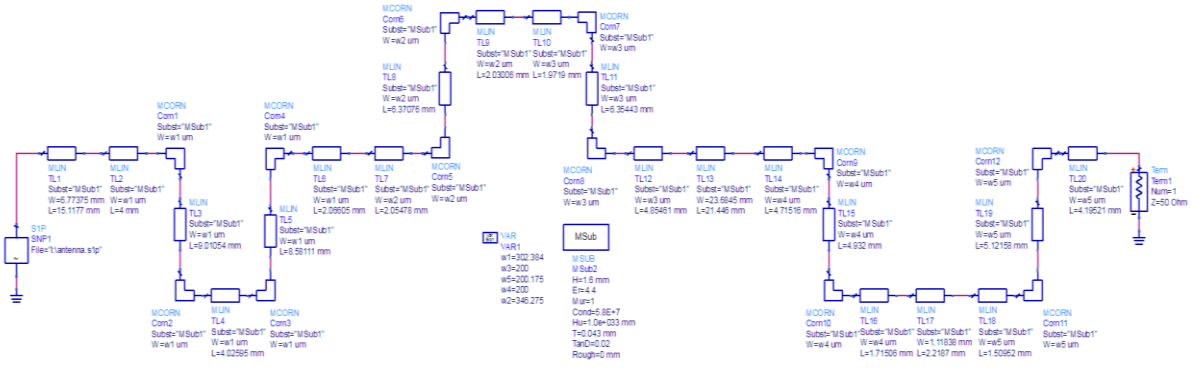 S1P
SNP1
File="I:\antenna.s1p"
MLIN
TL1
Subst="MSub1"
W=6.77375 mm
L=15.1177 mm
MLIN
TL2
Subst="MSub1"
W=w1 um
L=4 mm
MCORN
Corn1
Subst="MSub1"
W=w1 um
MLIN
TL3
Subst="MSub1"
W=w1 um
L=9.01054 mm
MCORN
Corn2
Subst="MSub1"
W=w1 um
MLIN
TL4
Subst="MSub1"
W=w1 um
L=4.02595 mm
MCORN
Corn3
Subst="MSub1"
W=w1 um
MLIN
TL5
Subst="MSub1"
W=w1 um
L=8.58111 mm
MCORN
Corn4
Subst="MSub1"
W=w1 um
MLIN
TL6
Subst="MSub1"
W=w1 um
L=2.06605 mm
MLIN
TL7
Subst="MSub1"
W=w2 um
L=2.05478 mm
MCORN
Corn5
Subst="MSub1"
W=w2 um
MLIN
TL8
Subst="MSub1"
W=w2 um
L=6.37076 mm
MCORN
Corn6
Subst="MSub1"
W=w2 um
MLIN
TL9
Subst="MSub1"
W=w2 um
L=2.03006 mm
MLIN
TL10
Subst="MSub1"
W=w3 um
L=1.9719 mm
MCORN
Corn7
Subst="MSub1"
W=w3 um
MLIN
TL11
Subst="MSub1"
W=w3 um
L=6.35443 mm
MCORN
Corn8
Subst="MSub1"
W=w3 um
MLIN
TL12
Subst="MSub1"
W=w3 um
L=4.85461 mm
MLIN
TL13
Subst="MSub1"
W=23.6845 mm
L=21.446 mm
MLIN
TL14
Subst="MSub1"
W=w4 um
L=4.71516 mm
MCORN
Corn9
Subst="MSub1"
W=w4 um
MLIN
TL15
Subst="MSub1"
W=w4 um
L=4.932 mm
MCORN
Corn10
Subst="MSub1"
W=w4 um
MLIN
TL16
Subst="MSub1"
W=w4 um
L=1.71506 mm
MLIN
TL17
Subst="MSub1"
W=1.11838 mm
L=2.2187 mm
MLIN
TL18
Subst="MSub1"
W=w5 um
L=1.50952 mm
MCORN
Corn11
Subst="MSub1"
W=w5 um
MLIN
TL19
Subst="MSub1"
W=w5 um
L=5.12158 mm
MCORN
Corn12
Subst="MSub1"
W=w5 um
MLIN
TL20
Subst="MSub1"
W=w5 um
L=4.19521 mm
Term
Term1
Num=1
Z=50 Ohm
VAR
VAR1
w1=302.384
w3=200
w5=200.175
w4=200
w2=346.275
MSub
MSUB
MSub2
H=1.6 mm
Er=4.4
Mur=1
Cond=5.8E+7
Hu=1.0e+033 mm
T=0.043 mm
TanD=0.02
Rough=0 mm